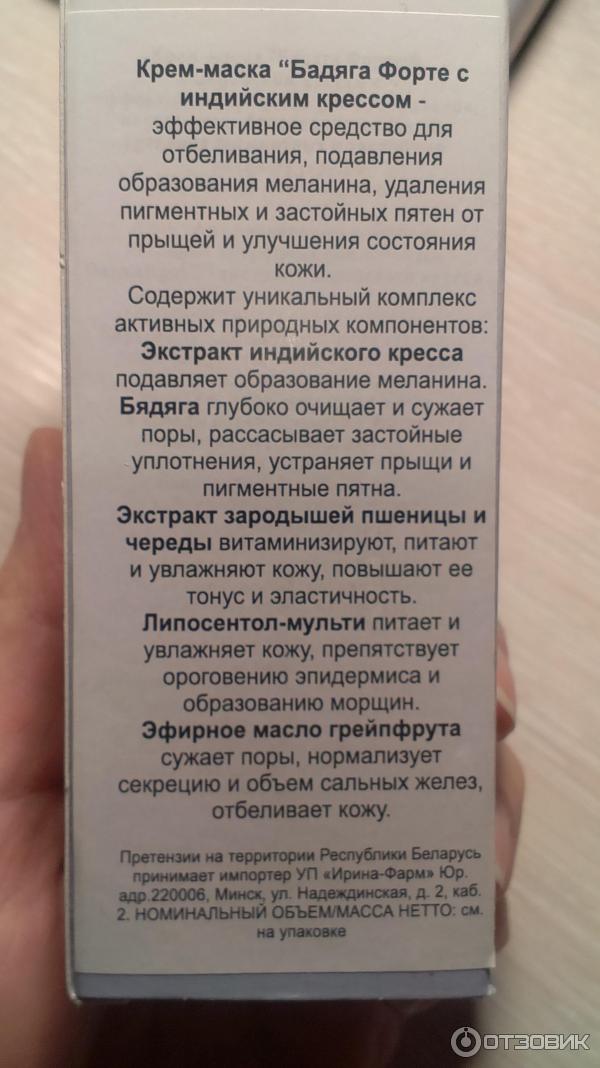 Крем-маска “Бадяга Форте с
индийским крессом -
эффективное средство для
отбеливания, подавления
образования меланина, удаления
пигментных и застойных пятен от
прыщей и улучшения состояния
кожи.
Содержит уникальный комплекс
активных природных компонентов:
Экстракт индийского кресса
подавляет образование меланина.
Бядяга глубоко очищает и сужает
поры, рассасывает застойные
уплотнения, устраняет прыщи и
пигментные пятна.
Экстракт зародышей пшеницы и
череды витаминизируют, питают
и увлажняют кожу, повышают ее
тонус и эластичность.
Липосентол-мульти питает и
увлажняет кожу, препятствует
ороговению эпидермиса и
образованию морщин.
Эфирное масло грейпфрута
сужает поры, нормализует
секрецию и объем сальных желез,
отбеливает кожу.
Претензии на территории Республики Беларусь
принимает импортер УП «Ирина-Фарм» Юр.
адр.220006, Минск, ул. Надеждинская, д. 2, каб.
2. НОМИНАЛЬНЫЙ ОБЪЕМ/МАССА НЕТТО: см.
на упаковке
ОТЗОВИК